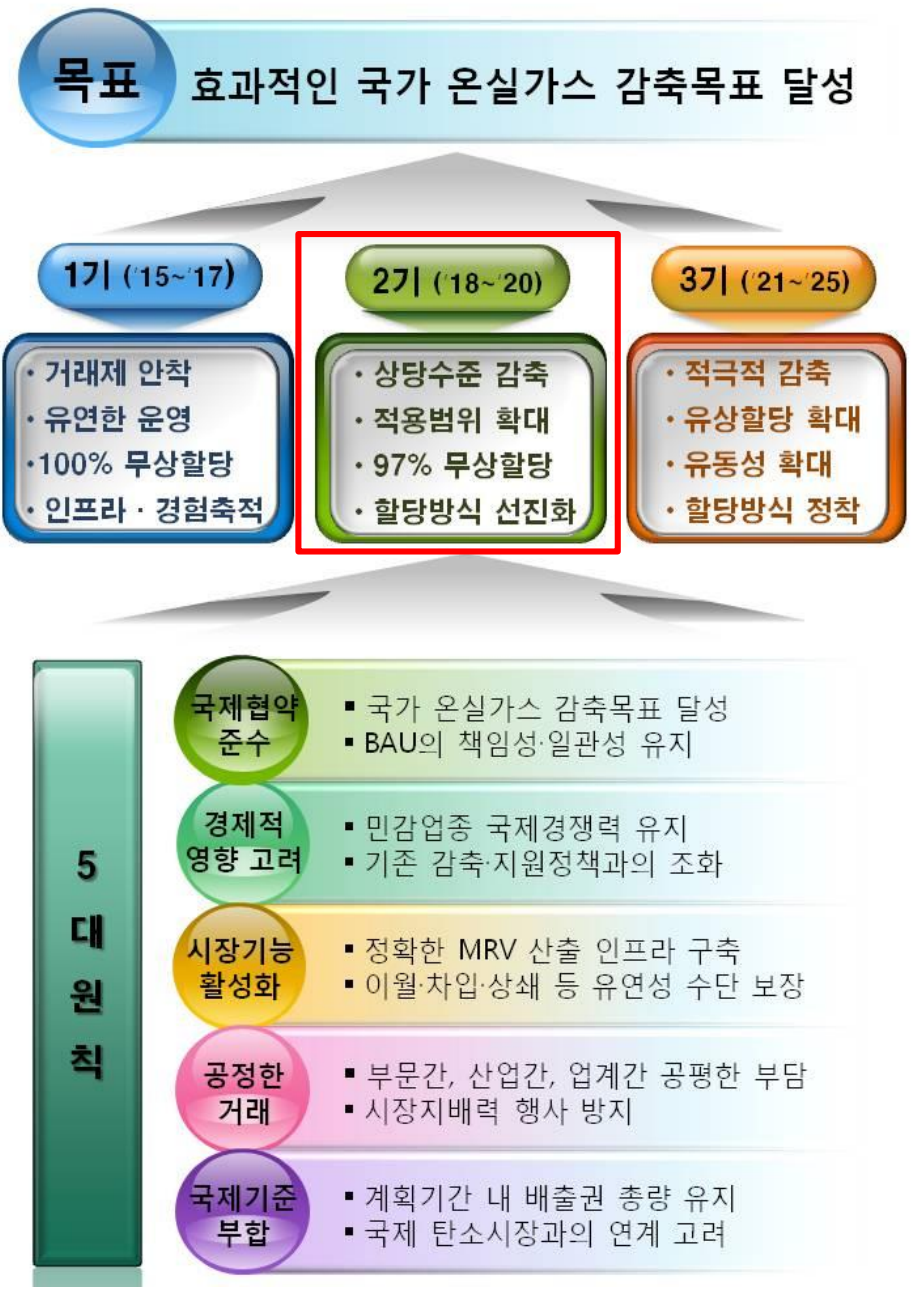 목표
효과적인 국가 온실가스 감축목표 달성
1기 (´15~´17)
· 거래제 안착
· 유연한 운영
·100% 무상할당
· 인프라 · 경험축적
2기 (´18~´20)
· 상당수준 감축
· 적용범위 확대
· 97% 무상할당
· 할당방식 선진화
3기 (´21~´25)
· 적극적 감축
· 유상할당 확대
· 유동성 확대
· 할당방식 정착
5
대
원
칙
국제협약
준수
▪ 국가 온실가스 감축목표 달성
▪ BAU의 책임성·일관성 유지
경제적
영향 고려
▪ 민감업종 국제경쟁력 유지
▪ 기존 감축·지원정책과의 조화
시장기능
활성화
▪ 정확한 MRV 산출 인프라 구축
▪ 이월·차입·상쇄 등 유연성 수단 보장
공정한
거래
▪ 부문간, 산업간, 업계간 공평한 부담
▪ 시장지배력 행사 방지
국제기준
부합
▪ 계획기간 내 배출권 총량 유지
▪ 국제 탄소시장과의 연계 고려